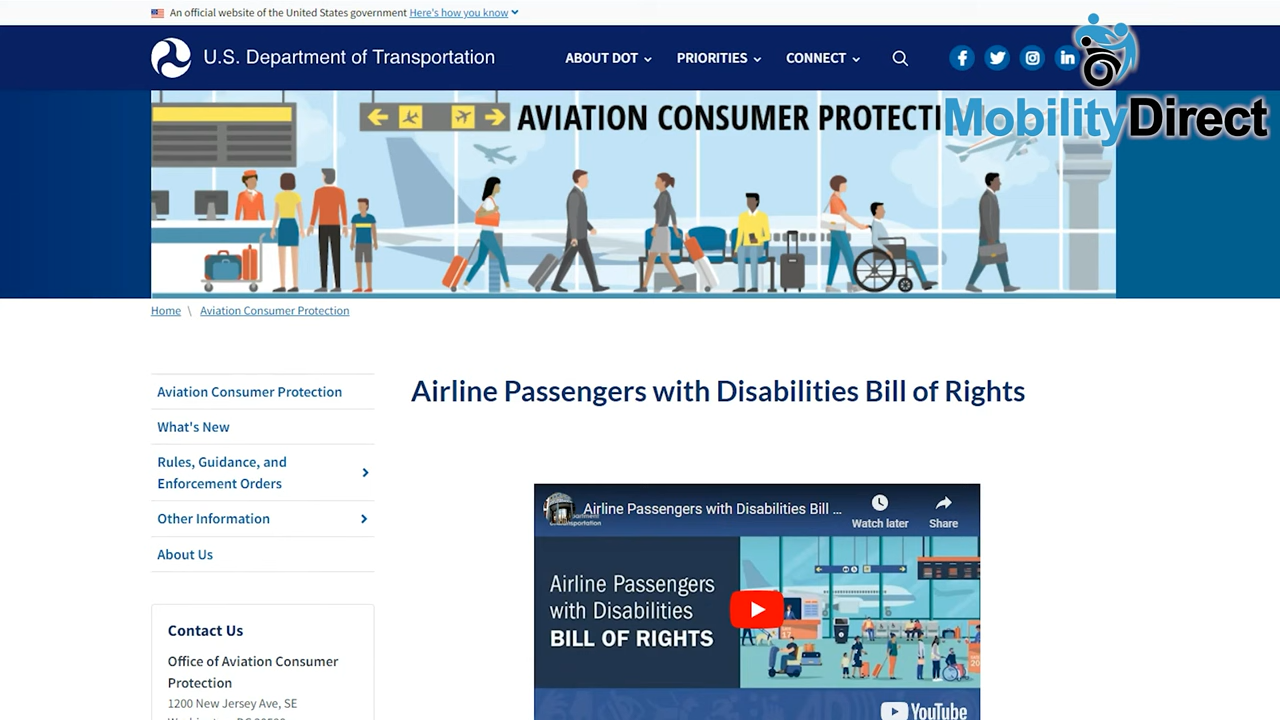 An official website of the United States government Here's how you know
U.S. Department of Transportation
ABOUT DOT
PRIORITIES
CONNECT
MobilityDirect
AVIATION CONSUMER PROTECTI
Home \ Aviation Consumer Protection
Aviation Consumer Protection
What's New
Rules, Guidance, and
Enforcement Orders
Other Information
About Us
Contact Us
Office of Aviation Consumer
Protection
1200 New Jersey Ave, SE
Airline Passengers with Disabilities Bill of Rights
Airline Passengers with Disabilities Bill ...
Watch later
Share
Airline Passengers
with Disabilities
BILL OF RIGHTS
YouTube